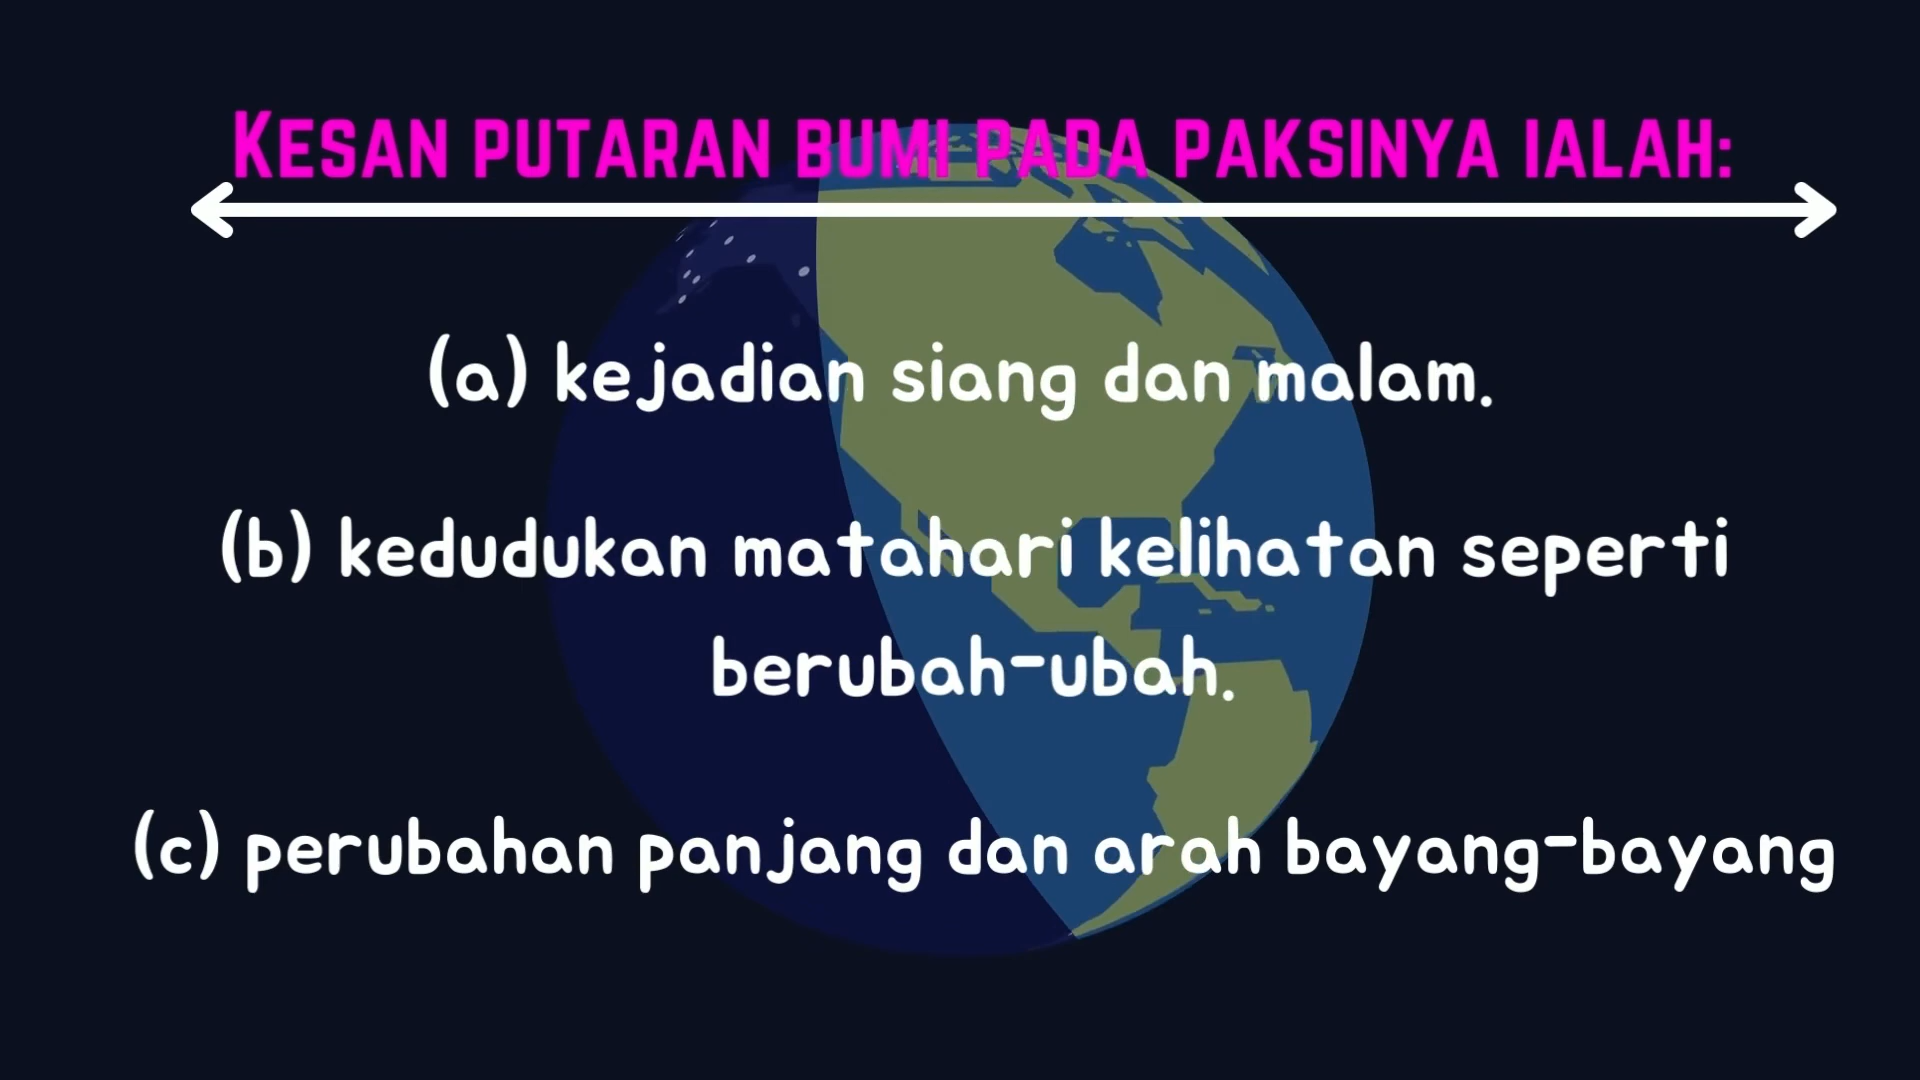 KESAN PUTARAN BUMI PADA PAKSINYA IALAH:
(a) kejadian siang dan malam.
(b) kedudukan matahari kelihatan seperti
berubah-ubah.
(c) perubahan panjang dan arah bayang-bayang